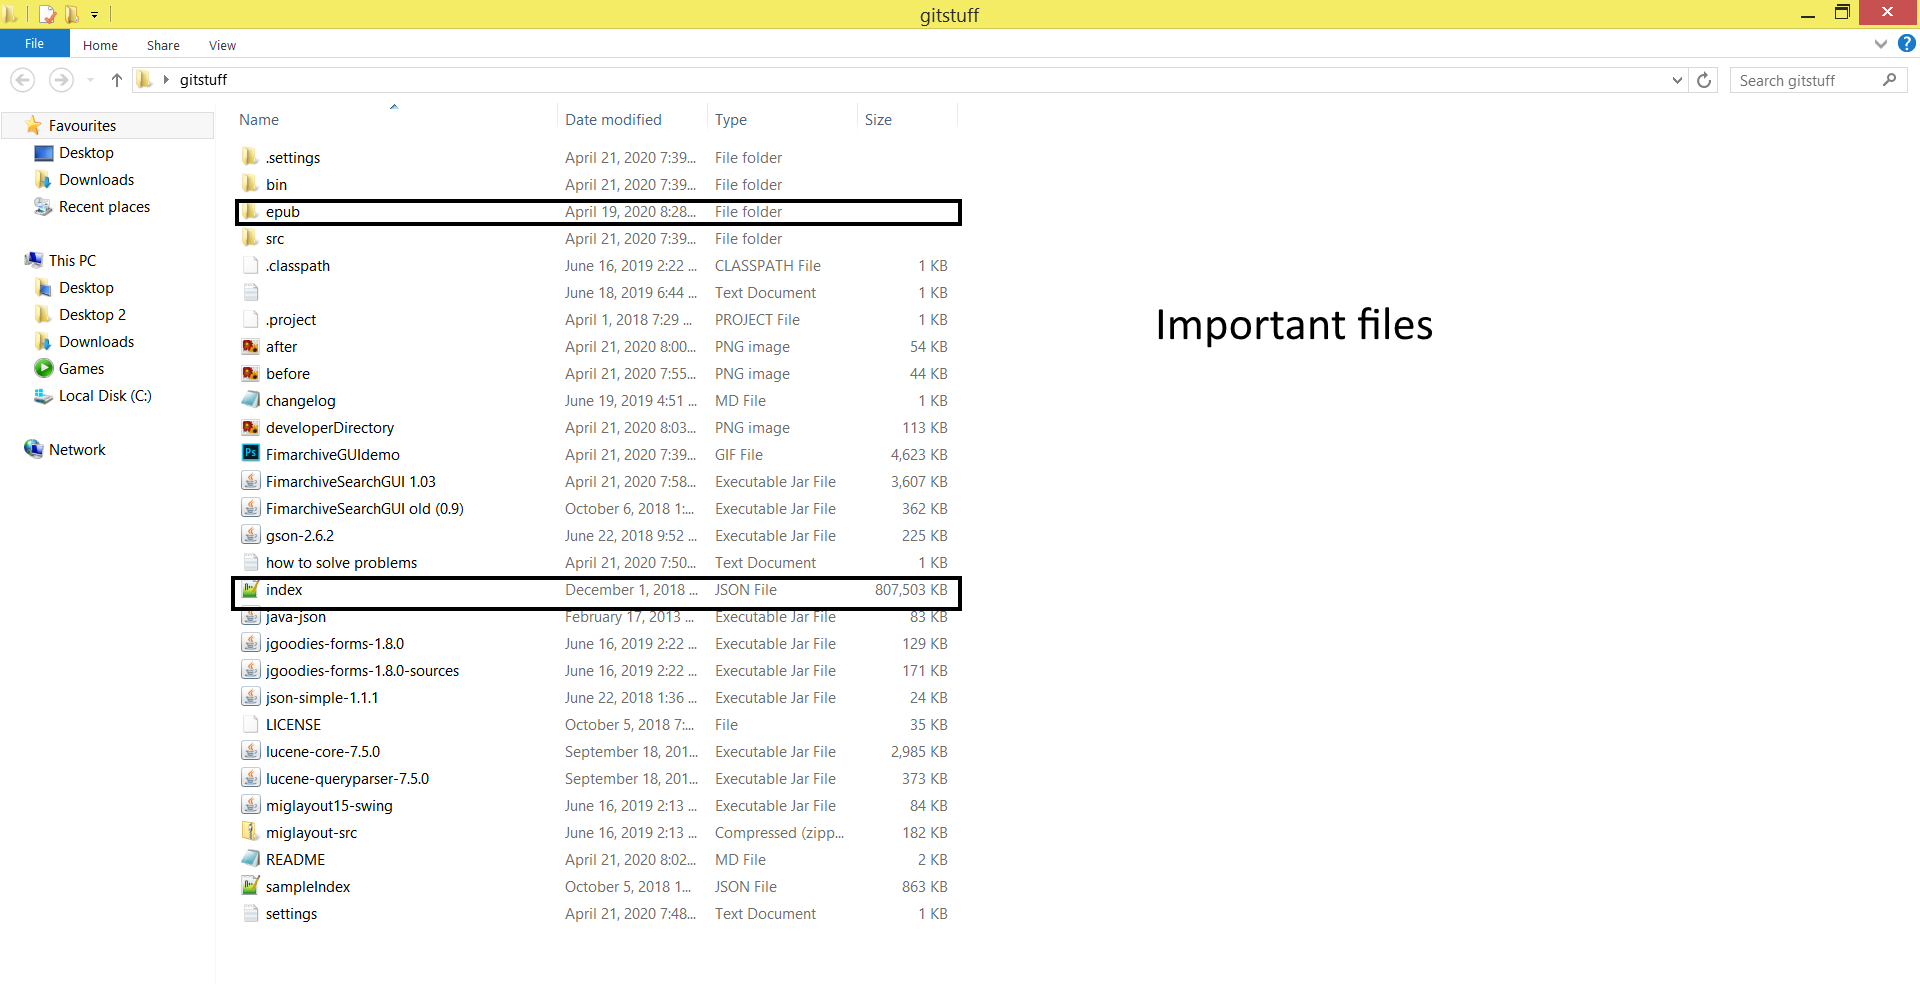 gitstuff
File Home Share View
gitstuff
Search gitstuff
Favourites
Desktop
Downloads
Recent places
This PC
Desktop
Desktop 2
Downloads
Games
Local Disk (C:)
Network
Name Date modified Type Size
.settings April 21, 2020 7:39... File folder
bin April 21, 2020 7:39... File folder
epub April 19, 2020 8:28... File folder
src April 21, 2020 7:39... File folder
.classpath June 16, 2019 2:22 ... CLASSPATH File 1 KB
June 18, 2019 6:44 ... Text Document 1 KB
.project April 1, 2018 7:29 ... PROJECT File 1 KB
after April 21, 2020 8:00... PNG image 54 KB
before April 21, 2020 7:55... PNG image 44 KB
changelog June 19, 2019 4:51 ... MD File 1 KB
developerDirectory April 21, 2020 8:03... PNG image 113 KB
FimarchiveGUIdemo April 21, 2020 7:39... GIF File 4,623 KB
FimarchiveSearchGUI 1.03 April 21, 2020 7:58... Executable Jar File 3,607 KB
FimarchiveSearchGUI old (0.9) October 6, 2018 1:... Executable Jar File 362 KB
gson-2.6.2 June 22, 2018 9:52 ... Executable Jar File 225 KB
how to solve problems April 21, 2020 7:50... Text Document 1 KB
index December 1, 2018 ... JSON File 807,503 KB
java-json February 17, 2013 ... Executable Jar File 83 KB
jgoodies-forms-1.8.0 June 16, 2019 2:22 ... Executable Jar File 129 KB
jgoodies-forms-1.8.0-sources June 16, 2019 2:22 ... Executable Jar File 171 KB
json-simple-1.1.1 June 22, 2018 1:36 ... Executable Jar File 24 KB
LICENSE October 5, 2018 7:... File 35 KB
lucene-core-7.5.0 September 18, 201... Executable Jar File 2,985 KB
lucene-queryparser-7.5.0 September 18, 201... Executable Jar File 373 KB
miglayout15-swing June 16, 2019 2:13 ... Executable Jar File 84 KB
miglayout-src June 16, 2019 2:13 ... Compressed (zipp... 182 KB
README April 21, 2020 8:02... MD File 2 KB
sampleIndex October 5, 2018 1... JSON File 863 KB
settings April 21, 2020 7:48... Text Document 1 KB
Important files